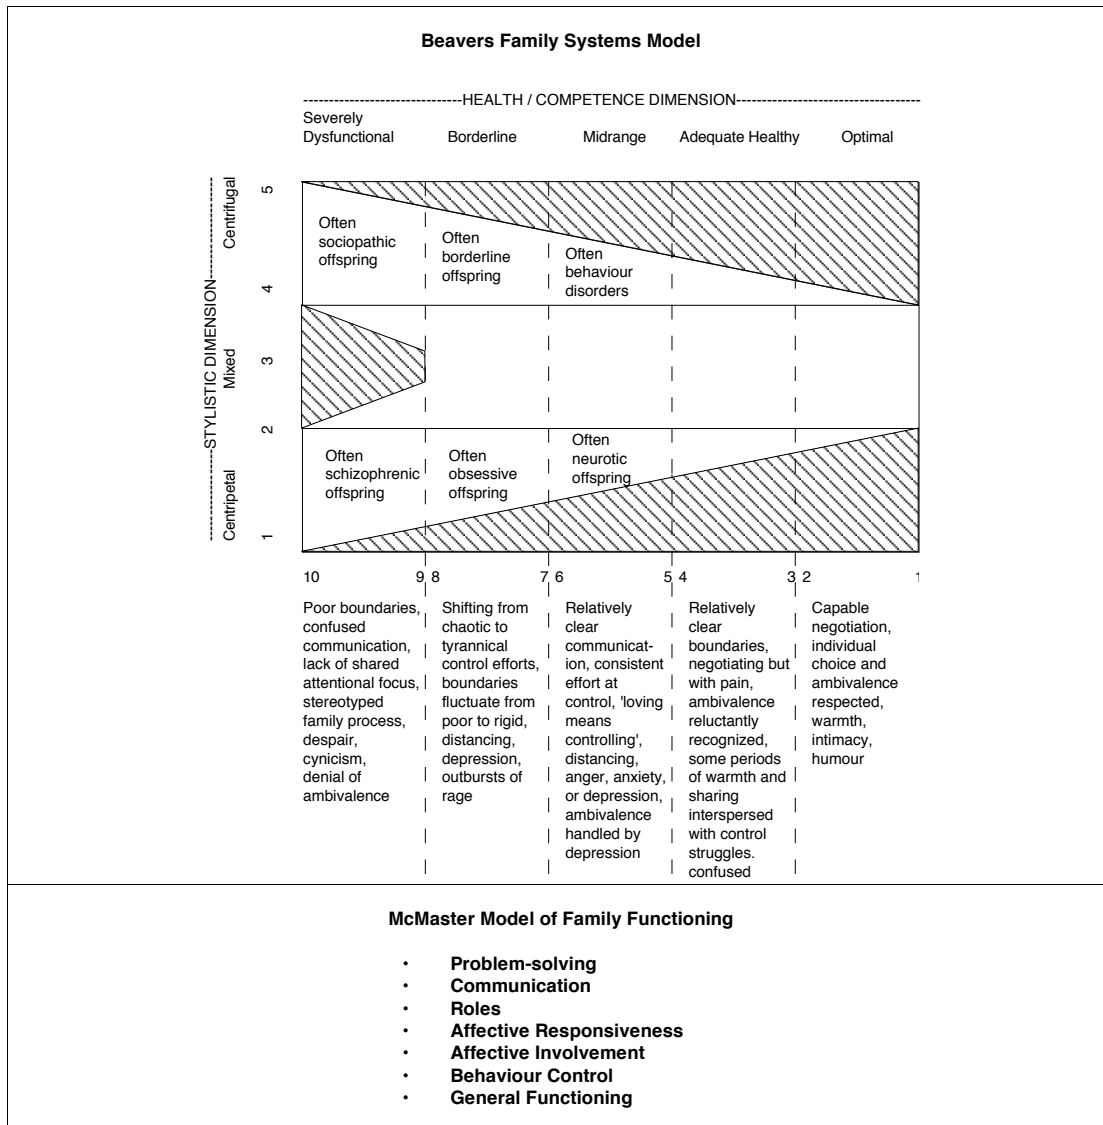 Beavers Family Systems Model
-------------------------------HEALTH / COMPETENCE DIMENSION------------------------------------
Severely
Dysfunctional
Borderline
Midrange
Adequate Healthy
Optimal
----------------STYLISTIC DIMENSION----------------
Centrifugal
Mixed
Centripetal
5
4
3
2
1
Often
sociopathic
offspring
Often
borderline
offspring
Often
behaviour
disorders
Often
schizophrenic
offspring
Often
obsessive
offspring
Often
neurotic
offspring
10 9 8 7 6 5 4 3 2 1
Poor boundaries,
confused
communication,
lack of shared
attentional focus,
stereotyped
family process,
despair,
cynicism,
denial of
ambivalence
Shifting from
chaotic to
tyrannical
control efforts,
boundaries
fluctuate from
poor to rigid,
distancing,
depression,
outbursts of
rage
Relatively
clear
communicat-
ion, consistent
effort at
control, 'loving
means
controlling',
distancing,
anger, anxiety,
or depression,
ambivalence
handled by
depression
Relatively
clear
boundaries,
negotiating but
with pain,
ambivalence
reluctantly
recognized,
some periods
of warmth and
sharing
interspersed
with control
struggles.
confused
Capable
negotiation,
individual
choice and
ambivalence
respected,
warmth,
intimacy,
humour
McMaster Model of Family Functioning
• Problem-solving
• Communication
• Roles
• Affective Responsiveness
• Affective Involvement
• Behaviour Control
• General Functioning